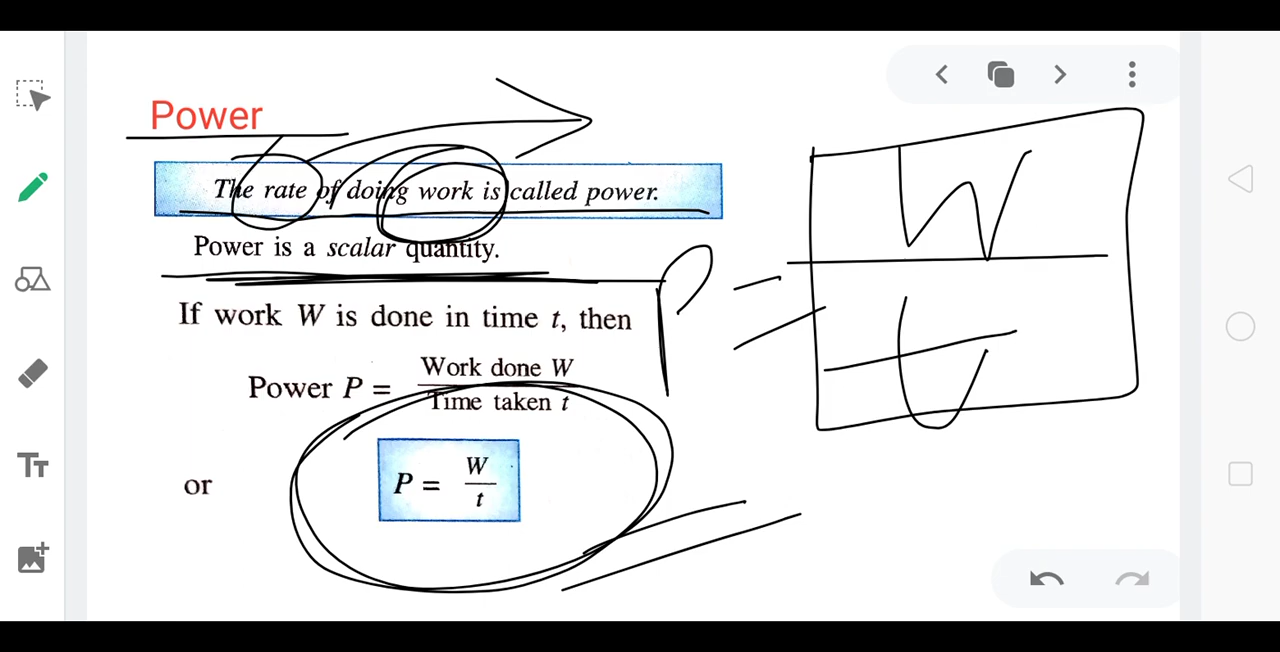 Power
The rate of doing work is called power.
Power is a scalar quantity.
If work W is done in time t, then
Power P = Work done W
Time taken t
or
P = W
t
P = W
t
TT